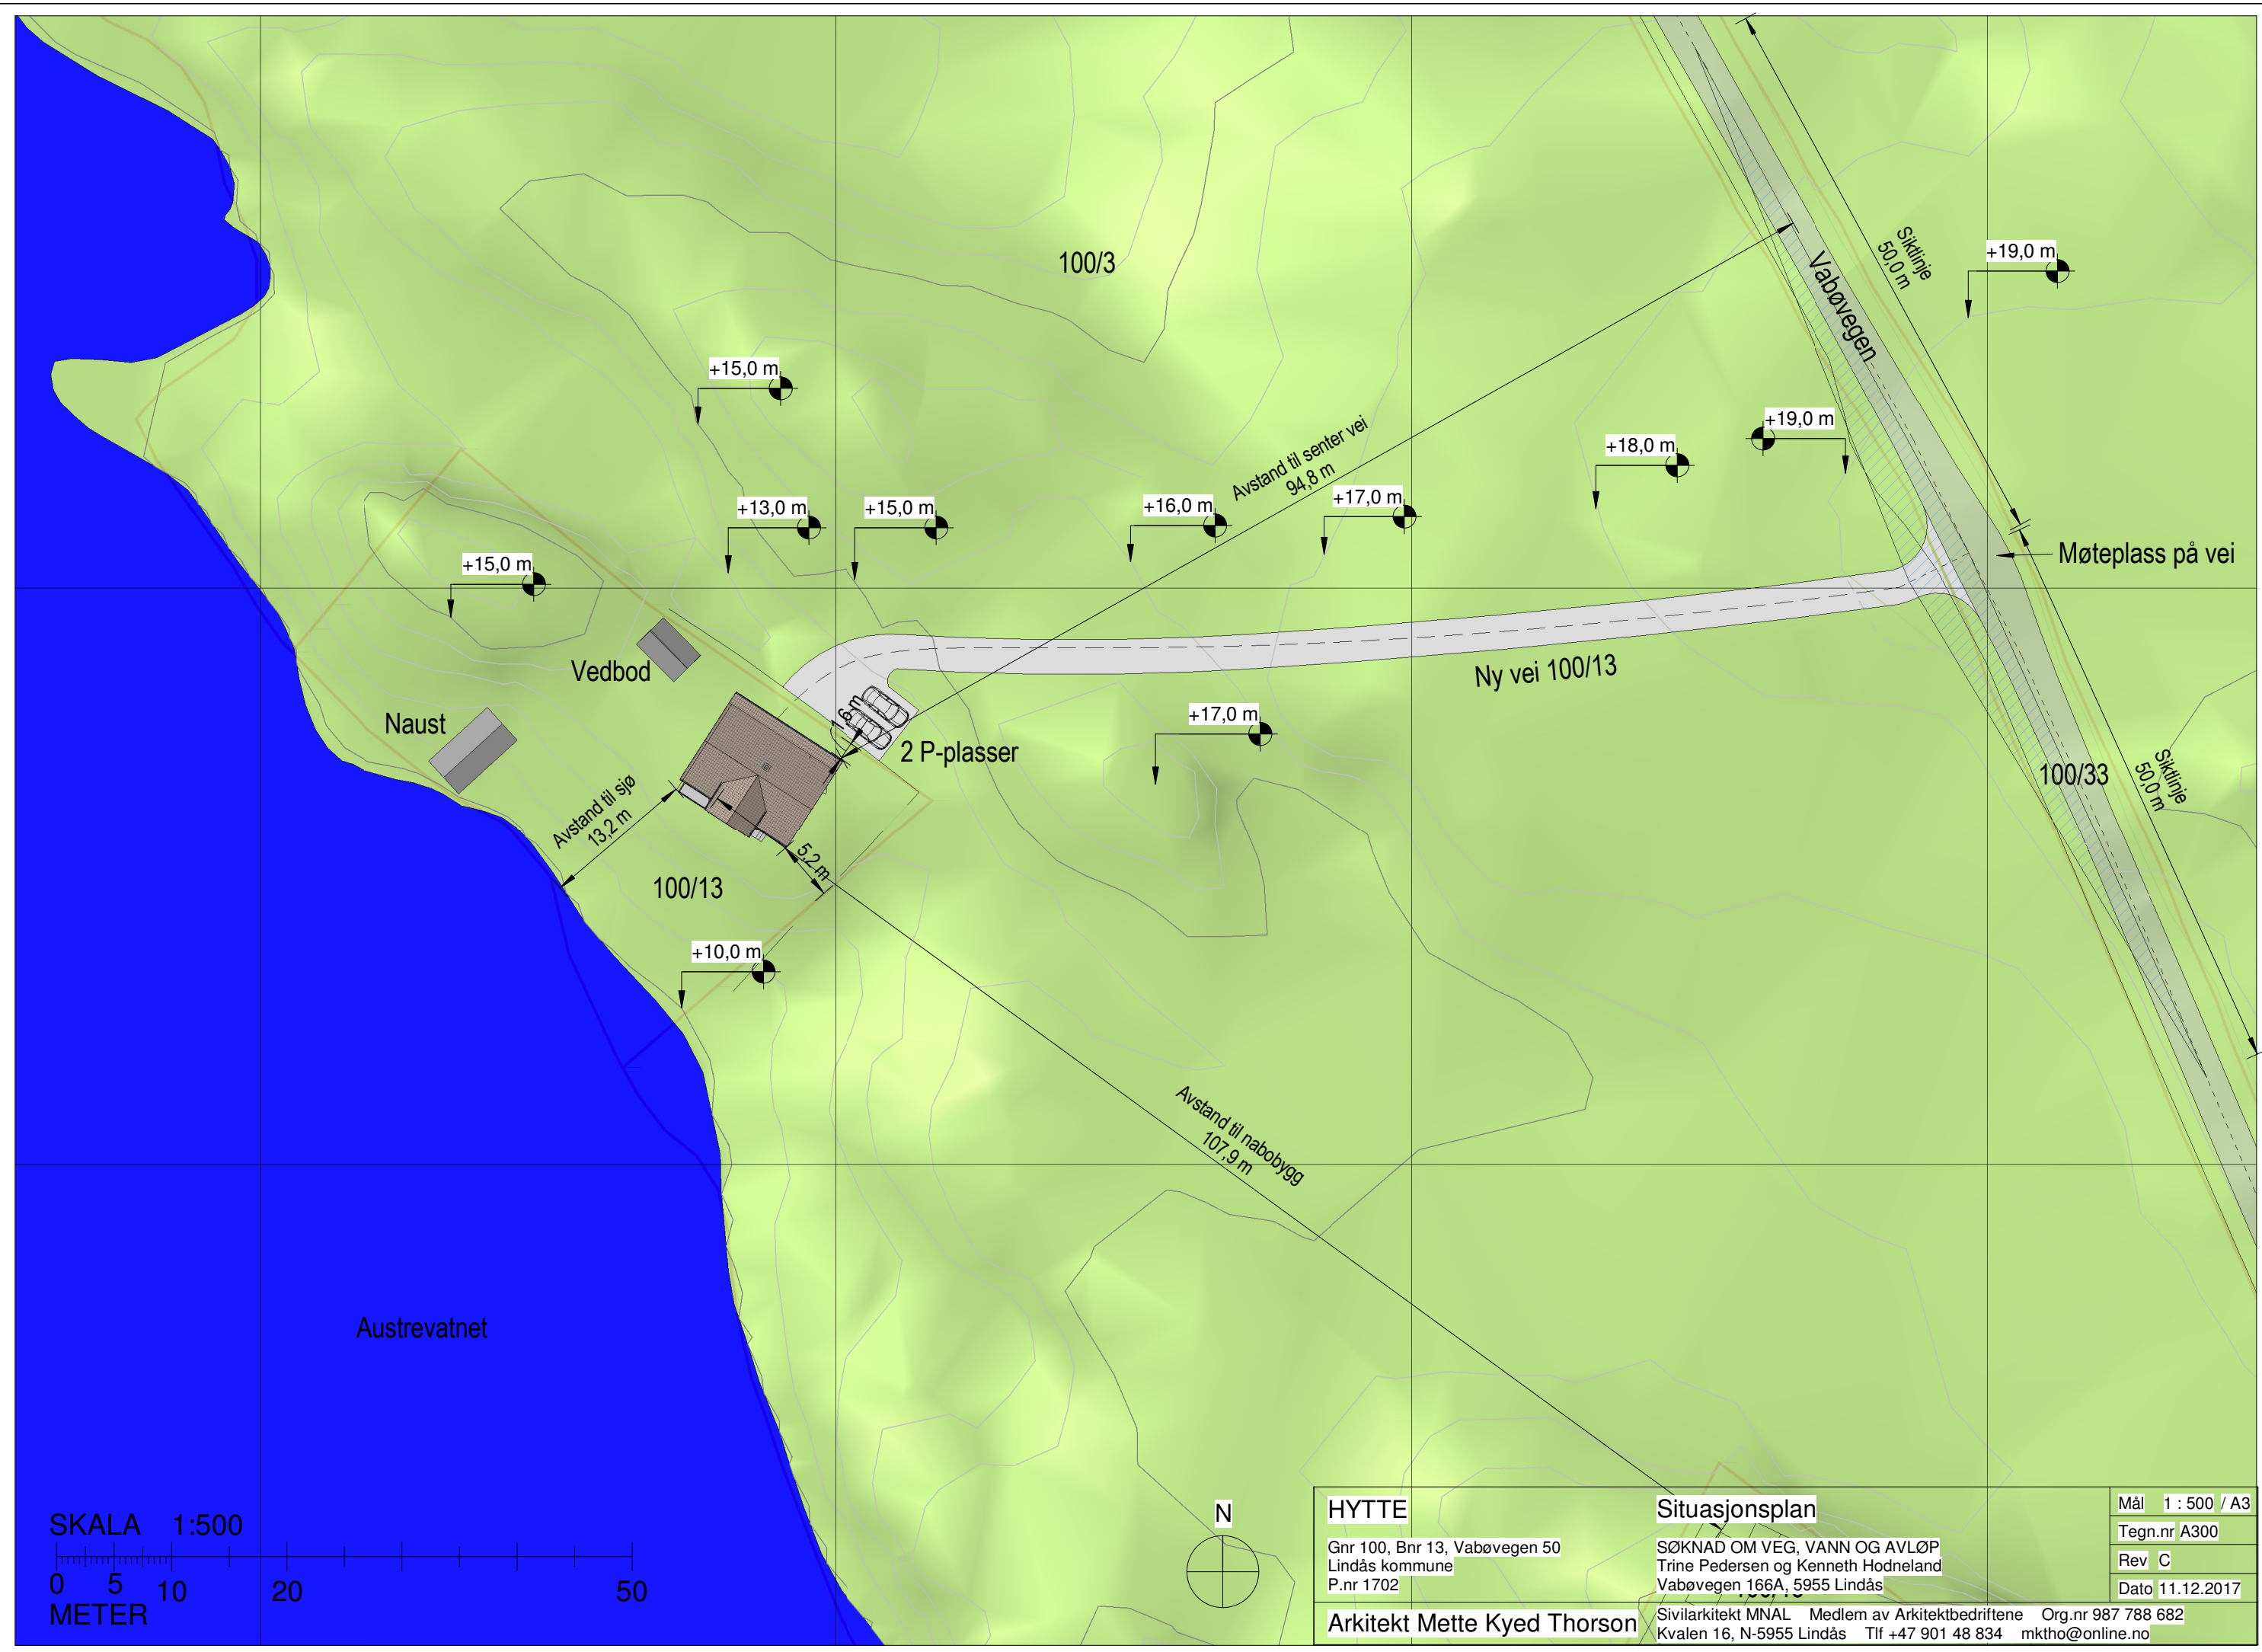 Siktlinje
50,0 m
+19,0 m
100/3
Vabøvegen
+15,0 m
+19,0 m
Avstand til senter vei
94,8 m
+18,0 m
+13,0 m
+15,0 m
+16,0 m
+17,0 m
Møteplass på vei
+15,0 m
Vedbod
Ny vei 100/13
Naust
1,6 m
+17,0 m
2 P-plasser
100/33
Siktlinje
50,0 m
Avstand til sjø
13,2 m
5,2 m
100/13
+10,0 m
Avstand til nabobygg
107,9 m
Austrevatnet
SKALA 1:500
0 5 10 20 50
METER
N
HYTTE
Gnr 100, Bnr 13, Vabøvegen 50
Lindås kommune
P.nr 1702
Situasjonsplan
SØKNAD OM VEG, VANN OG AVLØP
Trine Pedersen og Kenneth Hodneland
Vabøvegen 166A, 5955 Lindås
Mål 1 : 500 / A3
Tegn.nr A300
Rev C
Dato 11.12.2017
Arkitekt Mette Kyed Thorson
Sivilarkitekt MNAL Medlem av Arkitektbedriftene Org.nr 987 788 682
Kvalen 16, N-5955 Lindås Tlf +47 901 48 834 mktho@online.no